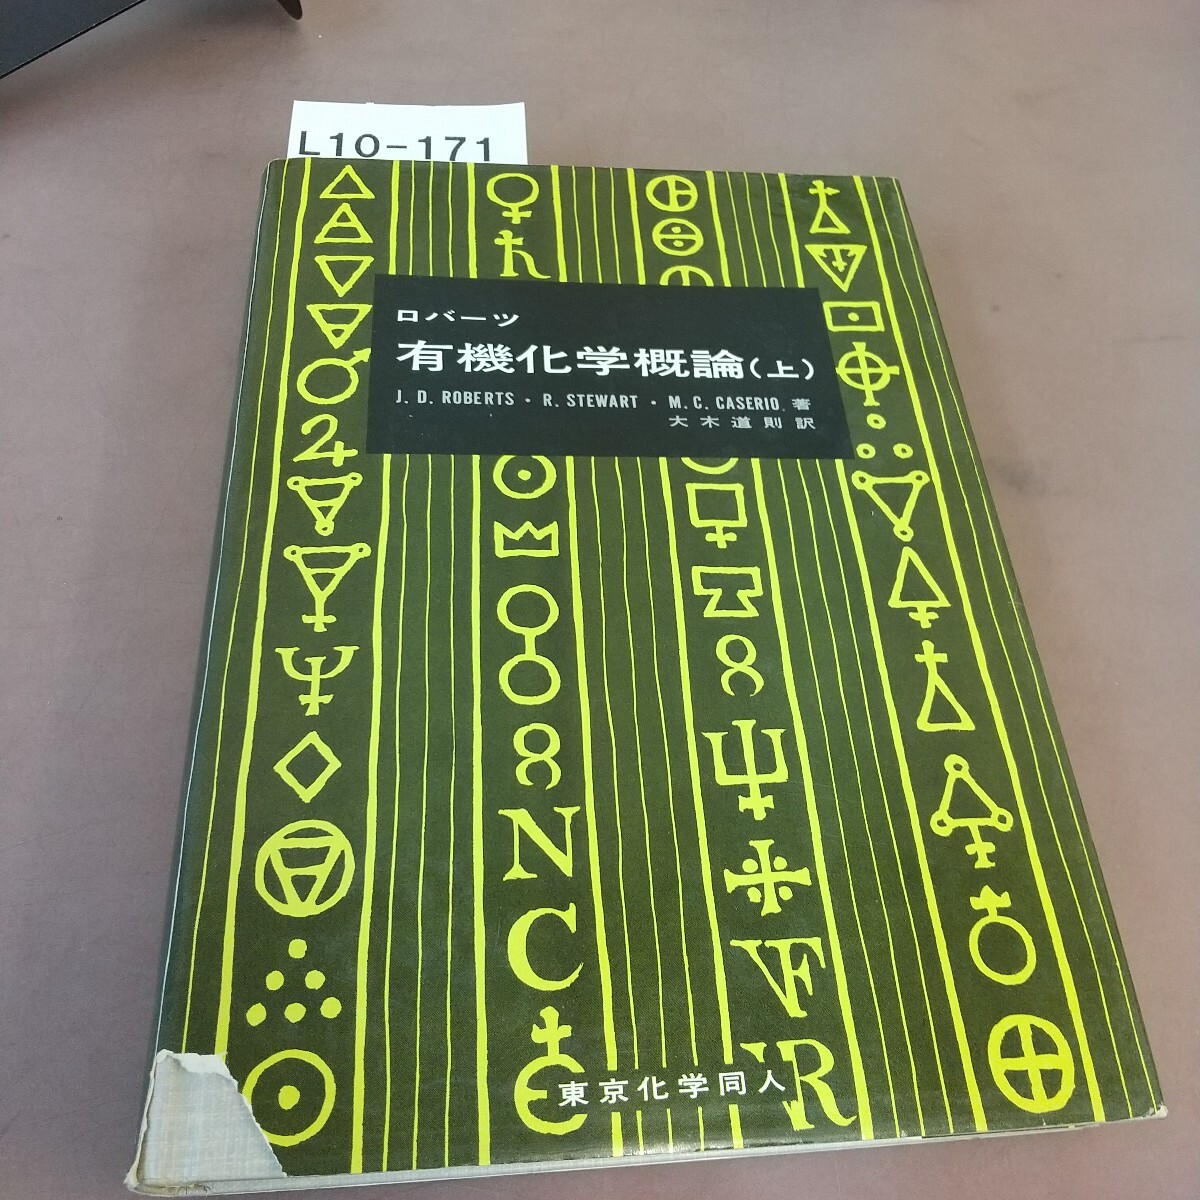 L10-171
ロバーツ
有機化学概論(上)
J. D. ROBERTS・R. STEWART・M. C. CASERIO 著
大木道則訳
N
C
VF
R
東京化学同人